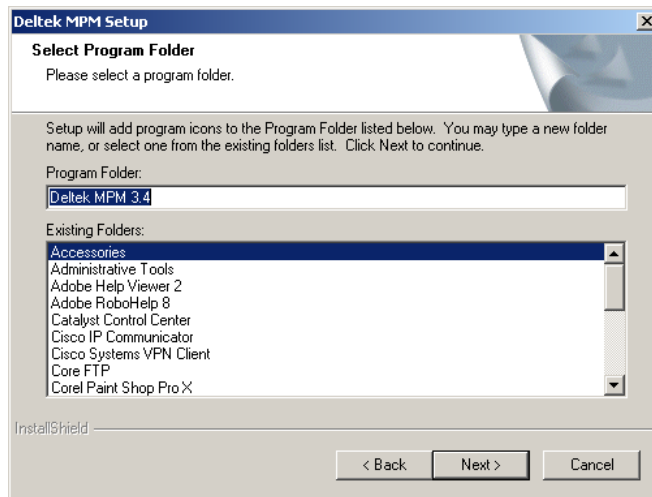 Deltek MPM Setup
Select Program Folder
Please select a program folder.
Setup will add program icons to the Program Folder listed below. You may type a new folder
name, or select one from the existing folders list. Click Next to continue.
Program Folder:
Deltek MPM 3.4
Existing Folders:
Accessories
Administrative Tools
Adobe Help Viewer 2
Adobe RoboHelp 8
Catalyst Control Center
Cisco IP Communicator
Cisco Systems VPN Client
Core FTP
Corel Paint Shop Pro X
InstallShield
< Back
Next >
Cancel